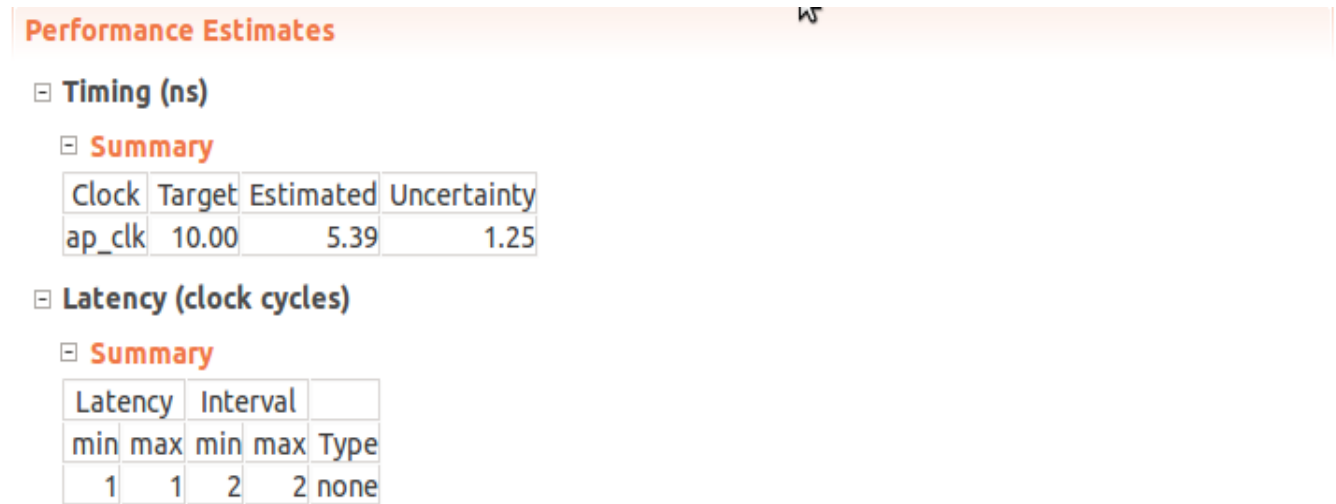 Performance Estimates
Timing (ns)
Summary
Clock Target Estimated Uncertainty
ap_clk 10.00 5.39 1.25
Latency (clock cycles)
Summary
Latency Interval
min max min max Type
1 1 2 2 none